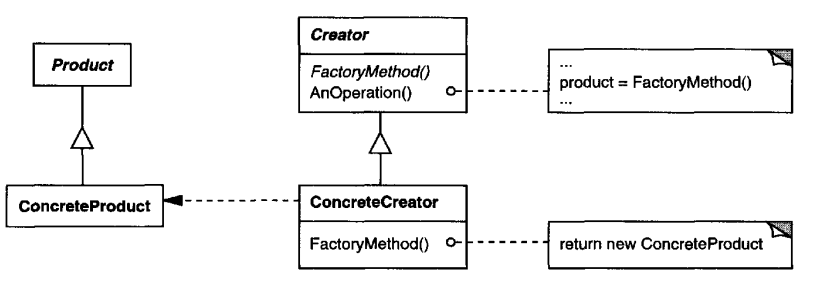 Product
Creator
FactoryMethod()
AnOperation()
...
product = FactoryMethod()
...
ConcreteProduct
ConcreteCreator
FactoryMethod()
return new ConcreteProduct